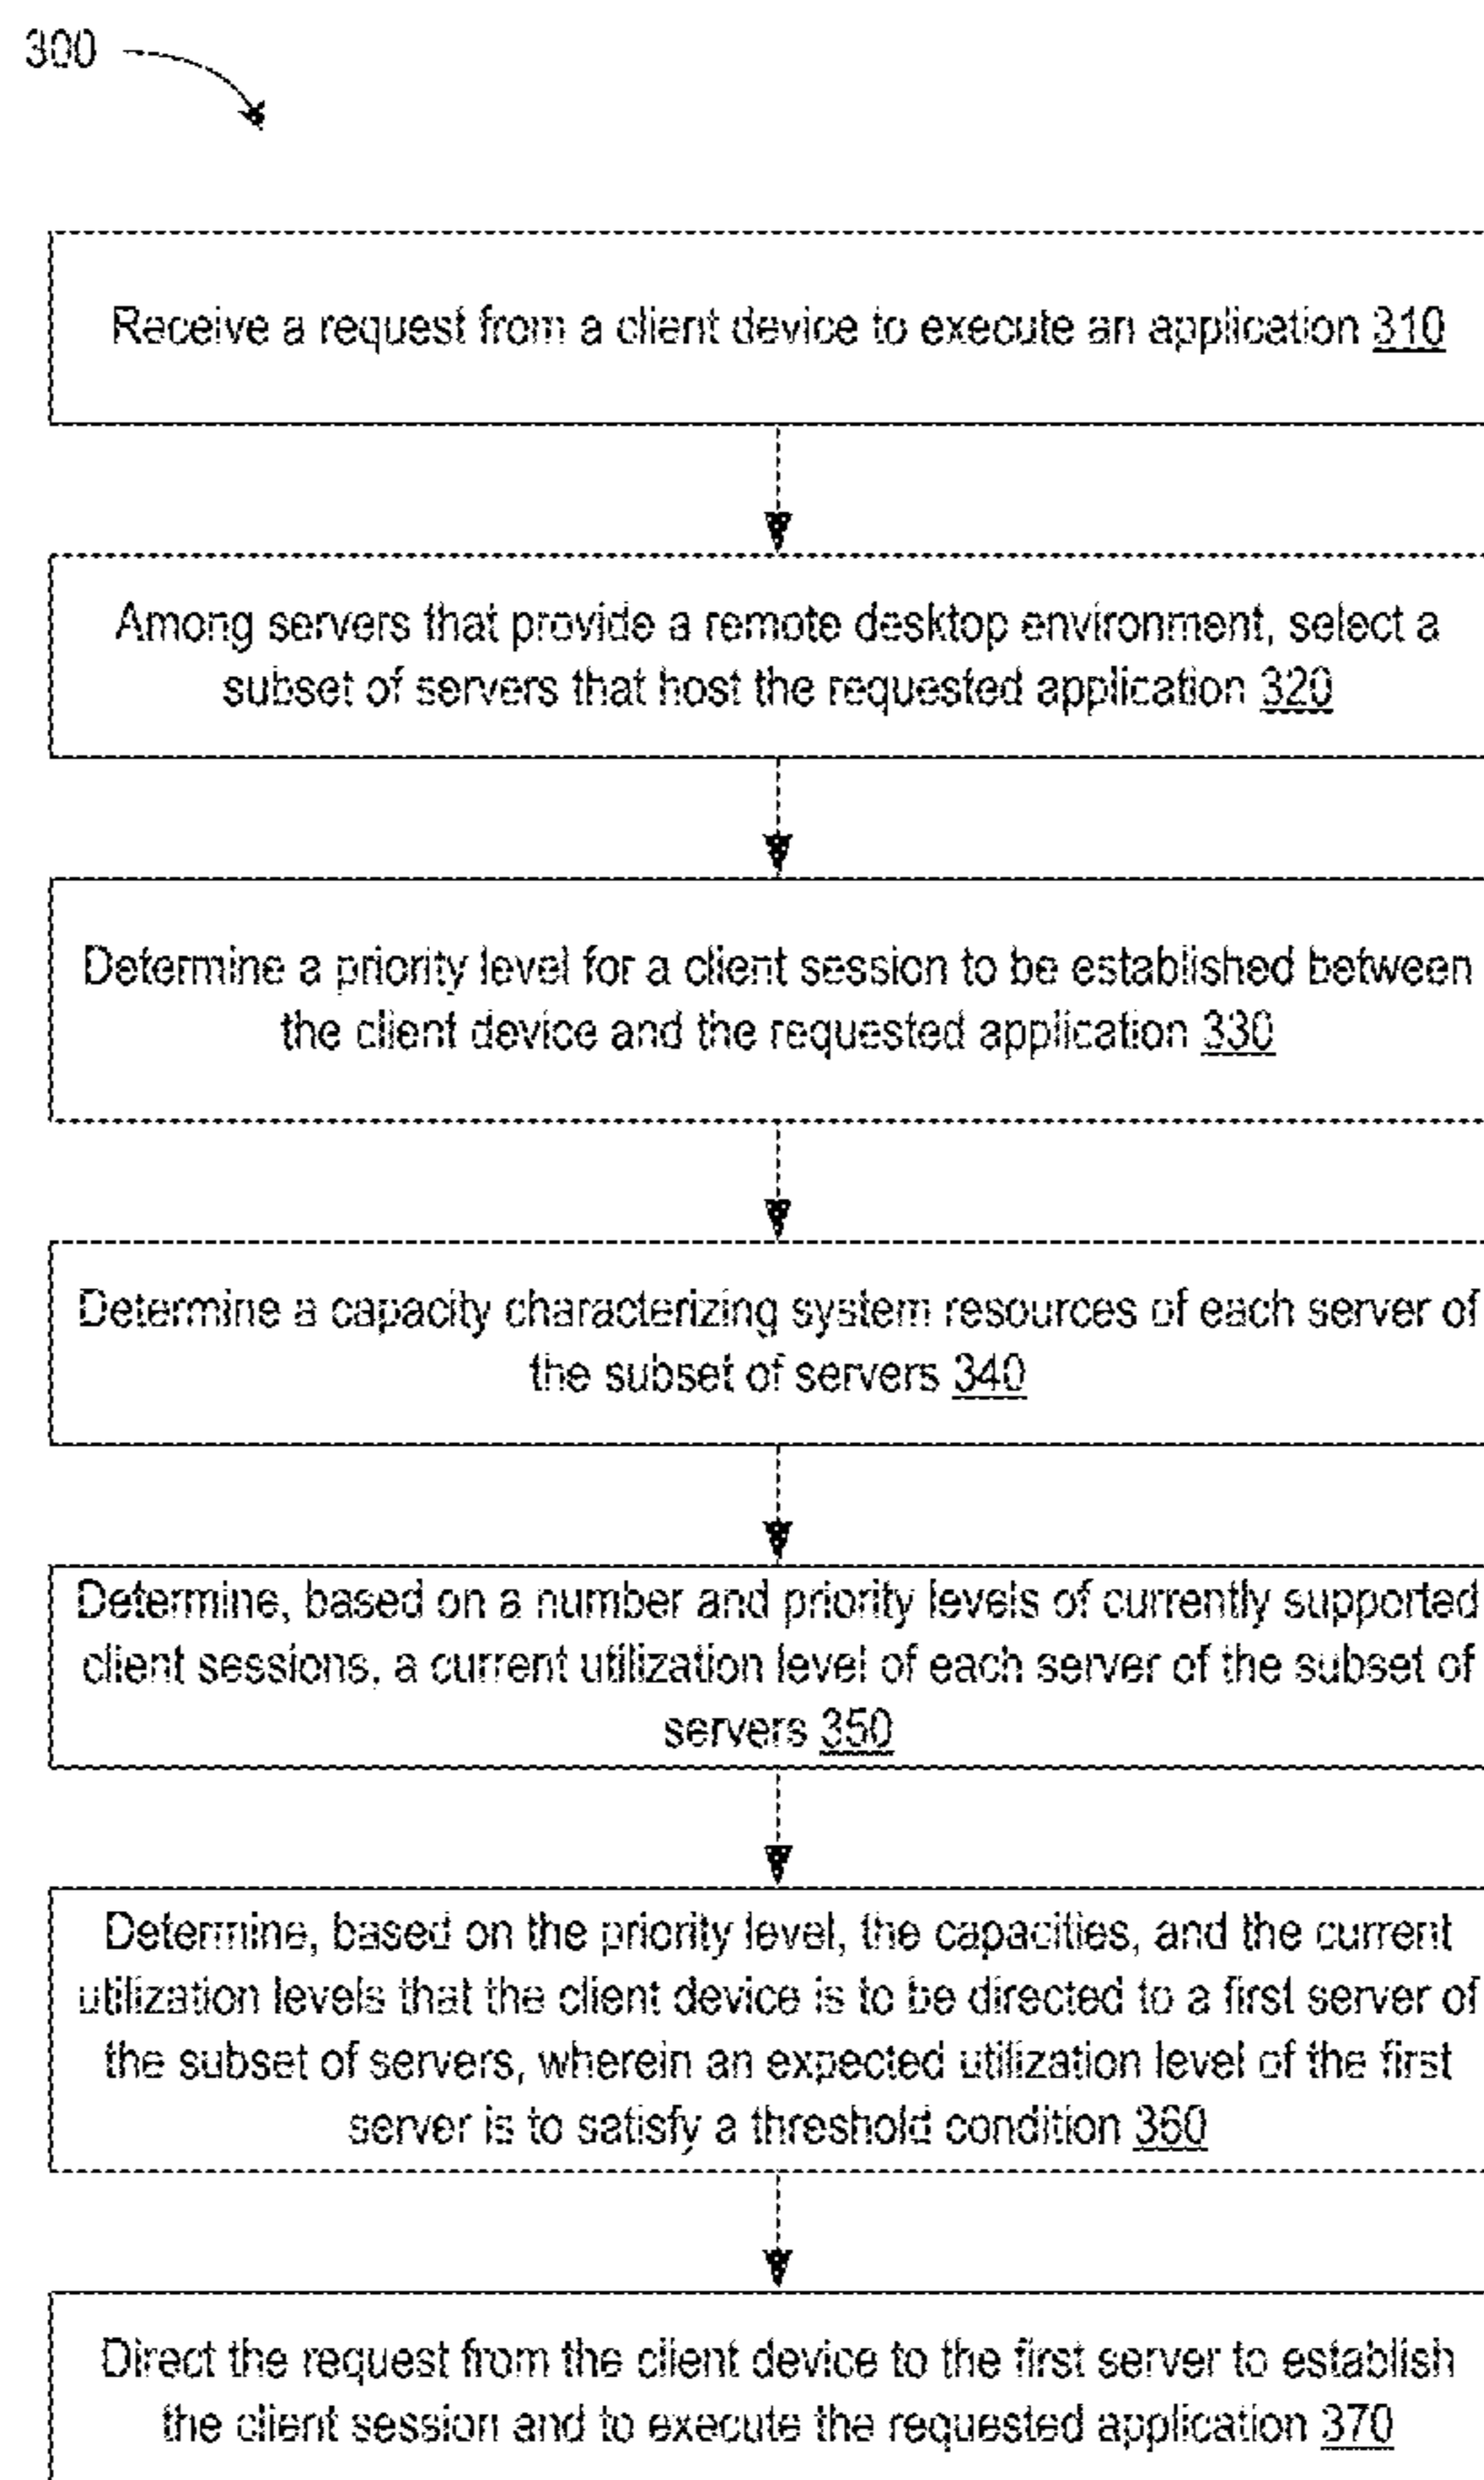 300
Receive a request from a client device to execute an application 310
Among servers that provide a remote desktop environment, select a
subset of servers that host the requested application 320
Determine a priority level for a client session to be established between
the client device and the requested application 330
Determine a capacity characterizing system resources of each server of
the subset of servers 340
Determine, based on a number and priority levels of currently supported
client sessions, a current utilization level of each server of the subset of
servers 350
Determine, based on the priority level, the capacities, and the current
utilization levels that the client device is to be directed to a first server of
the subset of servers, wherein an expected utilization level of the first
server is to satisfy a threshold condition 360
Direct the request from the client device to the first server to establish
the client session and to execute the requested application 370